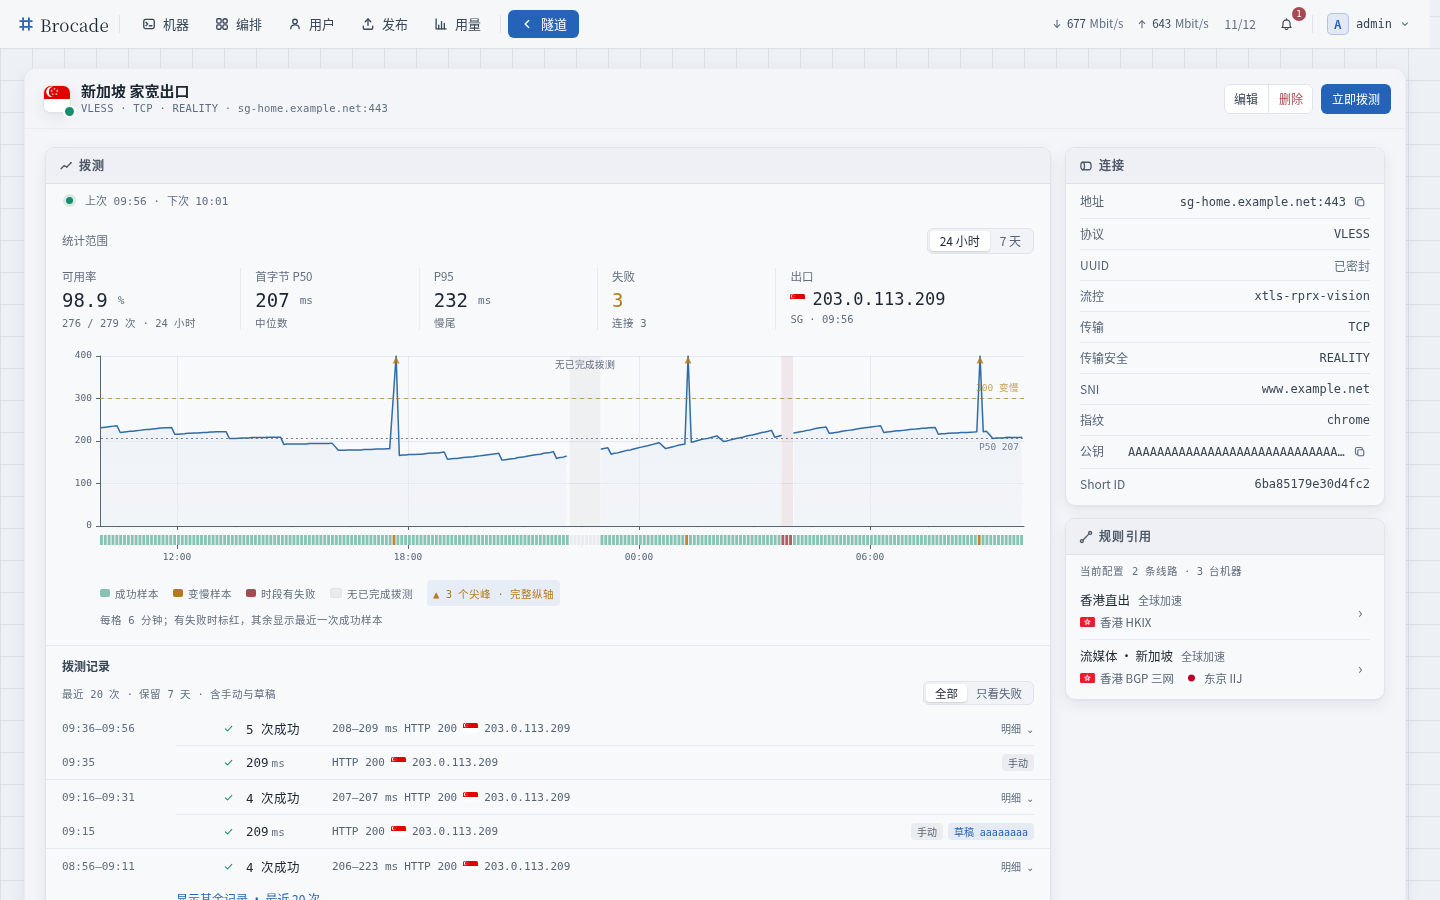 Brocade
机器
编排
用户
发布
用量
隧道
↓ 677 Mbit/s ↑ 643 Mbit/s 11/12
1
A admin
新加坡 家宽出口
VLESS · TCP · REALITY · sg-home.example.net:443
编辑
删除
立即拨测
拨测
上次 09:56 · 下次 10:01
统计范围
24 小时
7 天
可用率
98.9 %
276 / 279 次 · 24 小时
首字节 P50
207 ms
中位数
P95
232 ms
慢尾
失败
3
连接 3
出口
203.0.113.209
SG · 09:56
400
300
200
100
0
无已完成拨测
300 变慢
P50 207
12:00
18:00
00:00
06:00
成功样本
变慢样本
时段有失败
无已完成拨测
▲ 3 个尖峰 · 完整纵轴
每格 6 分钟；有失败时标红，其余显示最近一次成功样本
拨测记录
最近 20 次 · 保留 7 天 · 含手动与草稿
全部
只看失败
09:36–09:56 5 次成功 208–209 ms HTTP 200 203.0.113.209 明细
09:35 209 ms HTTP 200 203.0.113.209 手动
09:16–09:31 4 次成功 207–207 ms HTTP 200 203.0.113.209 明细
09:15 209 ms HTTP 200 203.0.113.209 手动 草稿 aaaaaaaa
08:56–09:11 4 次成功 206–223 ms HTTP 200 203.0.113.209 明细
显示其余记录 · 最近 20 次
连接
地址 sg-home.example.net:443
协议 VLESS
UUID 已密封
流控 xtls-rprx-vision
传输 TCP
传输安全 REALITY
SNI www.example.net
指纹 chrome
公钥 AAAAAAAAAAAAAAAAAAAAAAAAAAAAA…
Short ID 6ba85179e30d4fc2
规则引用
当前配置 2 条线路 · 3 台机器
香港直出 全球加速
香港 HKIX
流媒体 · 新加坡 全球加速
香港 BGP 三网 东京 IIJ